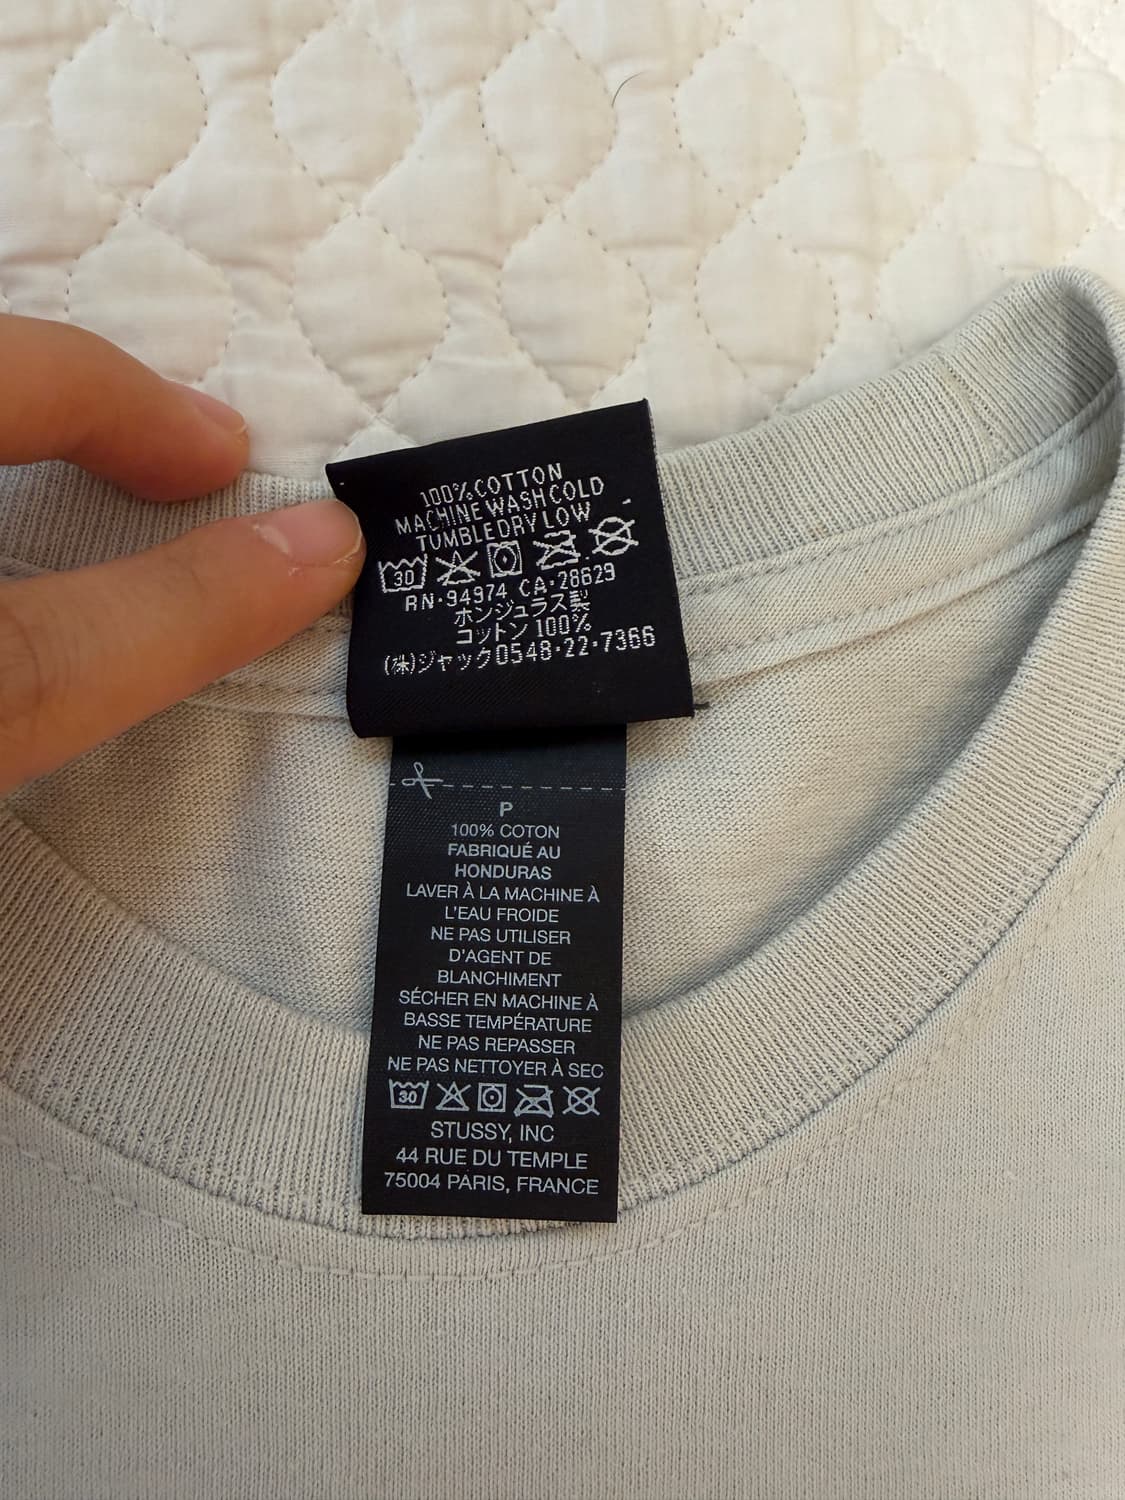 100% COTTON
MACHINE WASH COLD
TUMBLE DRY LOW
30
RN·94974 CA·28629
ホンジュラス製
コットン 100%
(株)ジャック0548·22·7366
P
100% COTON
FABRIQUÉ AU
HONDURAS
LAVER À LA MACHINE À
L'EAU FROIDE
NE PAS UTILISER
D'AGENT DE
BLANCHIMENT
SÉCHER EN MACHINE À
BASSE TEMPÉRATURE
NE PAS REPASSER
NE PAS NETTOYER À SEC
30
STUSSY, INC
44 RUE DU TEMPLE
75004 PARIS, FRANCE